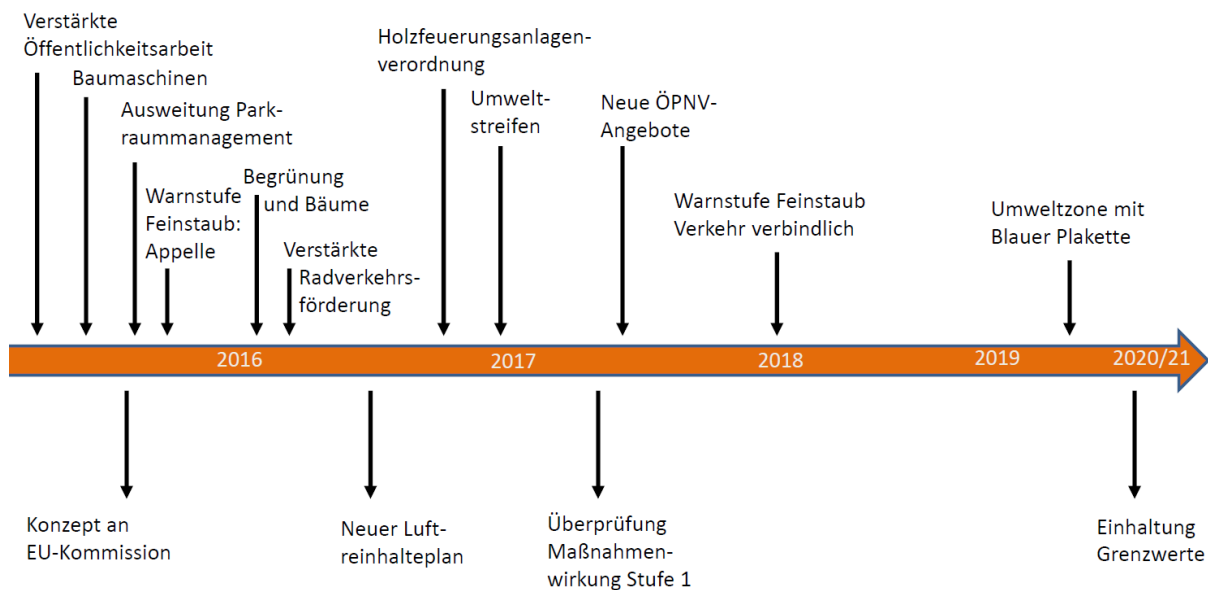 Verstärkte
Öffentlichkeitsarbeit
Baumaschinen
Ausweitung Park-
raummanagement
Warnstufe
Feinstaub:
Appelle
Begrünung
und Bäume
Verstärkte
Radverkehrs-
förderung
Holzfeuerungsanlagen-
verordnung
Umwelt-
streifen
Neue ÖPNV-
Angebote
Warnstufe Feinstaub
Verkehr verbindlich
Umweltzone mit
Blauer Plakette
2016
2017
2018
2019
2020/21
Konzept an
EU-Kommission
Neuer Luft-
reinhalteplan
Überprüfung
Maßnahmen-
wirkung Stufe 1
Einhaltung
Grenzwerte